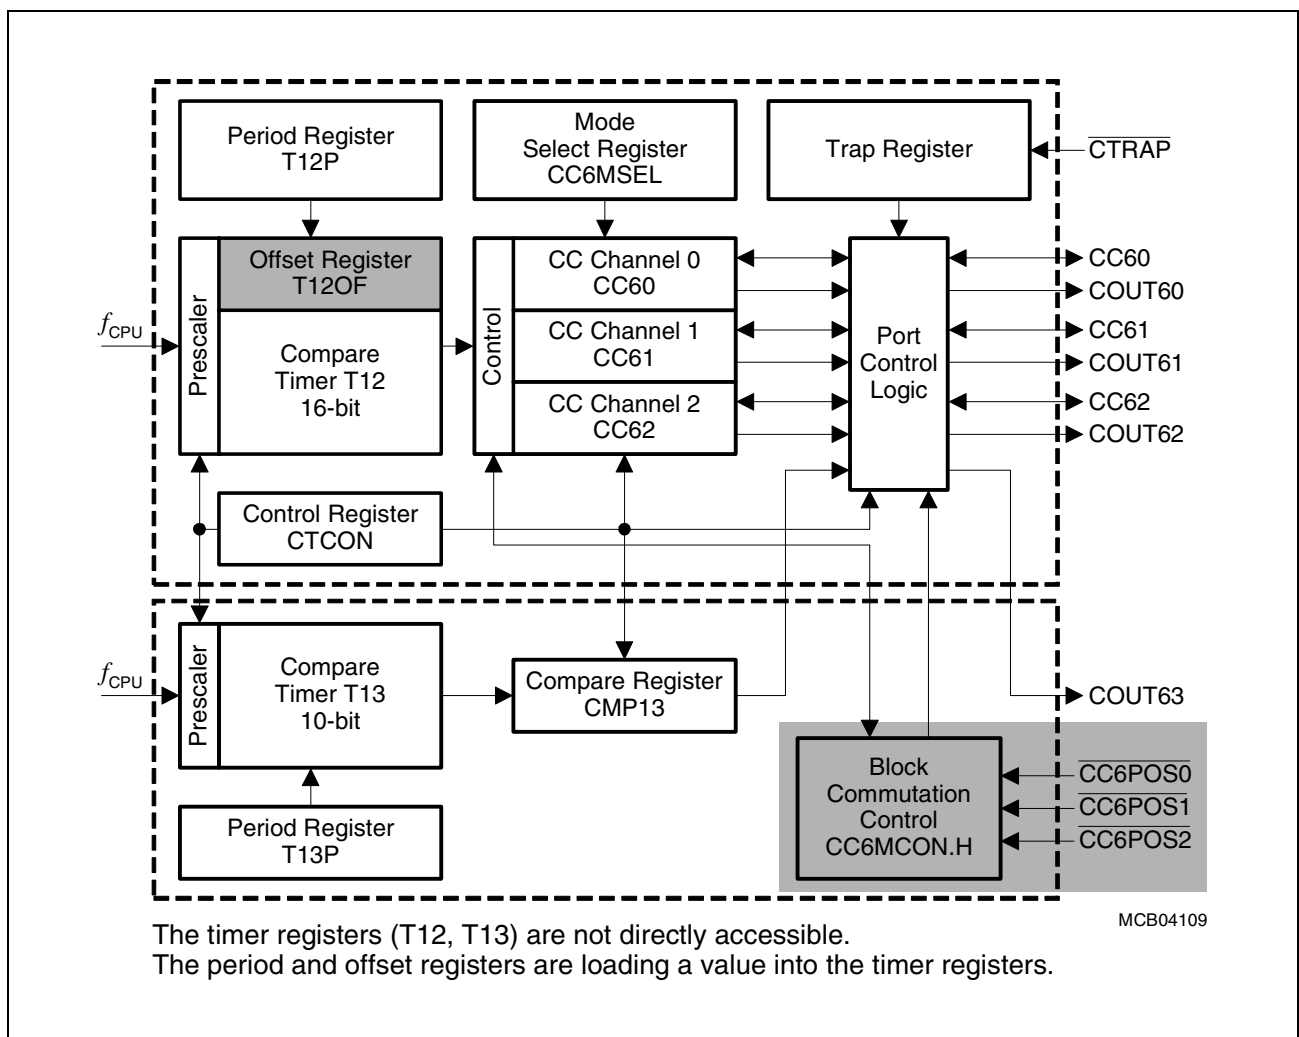 Period Register
T12P
Mode
Select Register
CC6MSEL
Trap Register
CTRAP
Offset Register
T12OF
Prescaler
fCPU
Compare
Timer T12
16-bit
Control
CC Channel 0
CC60
CC Channel 1
CC61
CC Channel 2
CC62
Port
Control
Logic
CC60
COUT60
CC61
COUT61
CC62
COUT62
Control Register
CTCON
fCPU
Prescaler
Compare
Timer T13
10-bit
Compare Register
CMP13
COUT63
Period Register
T13P
Block
Commutation
Control
CC6MCON.H
CC6POS0
CC6POS1
CC6POS2
MCB04109
The timer registers (T12, T13) are not directly accessible.
The period and offset registers are loading a value into the timer registers.